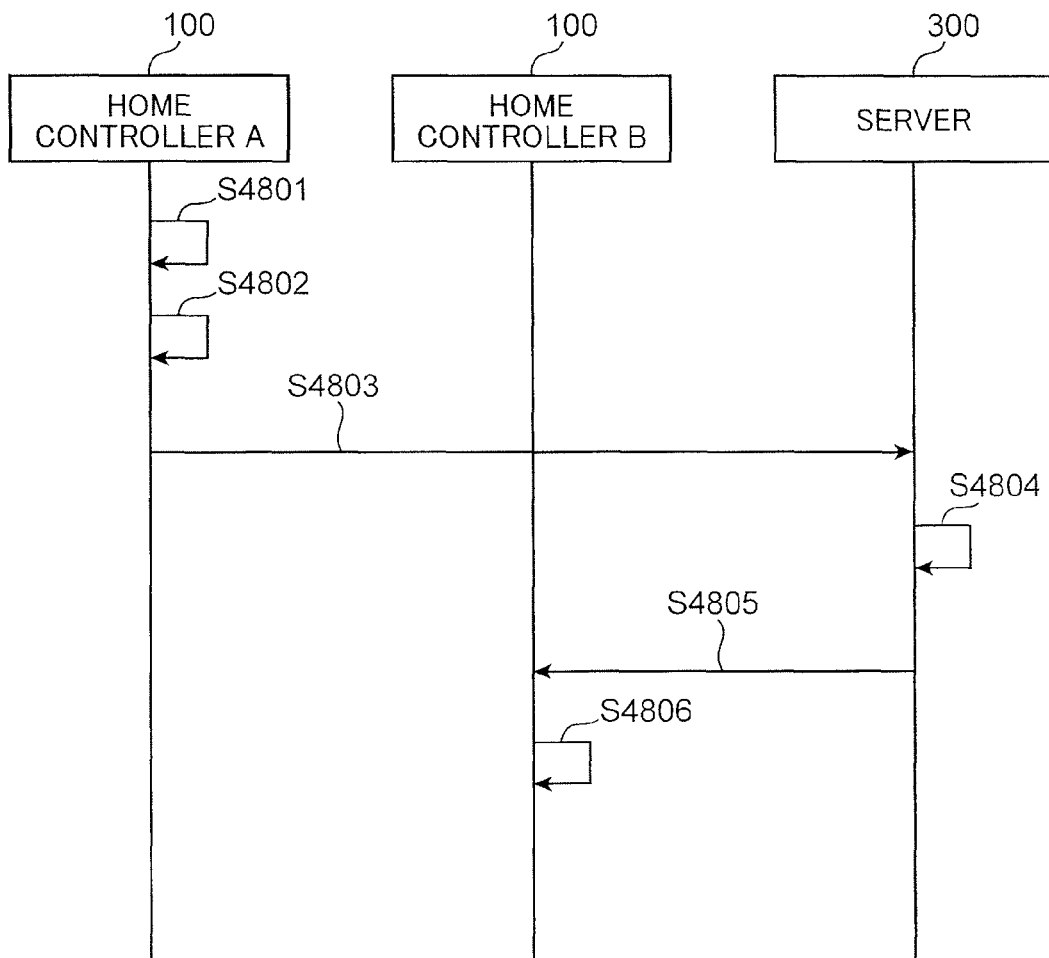 100
100
300
HOME
CONTROLLER A
HOME
CONTROLLER B
SERVER
S4801
S4802
S4803
S4804
S4805
S4806